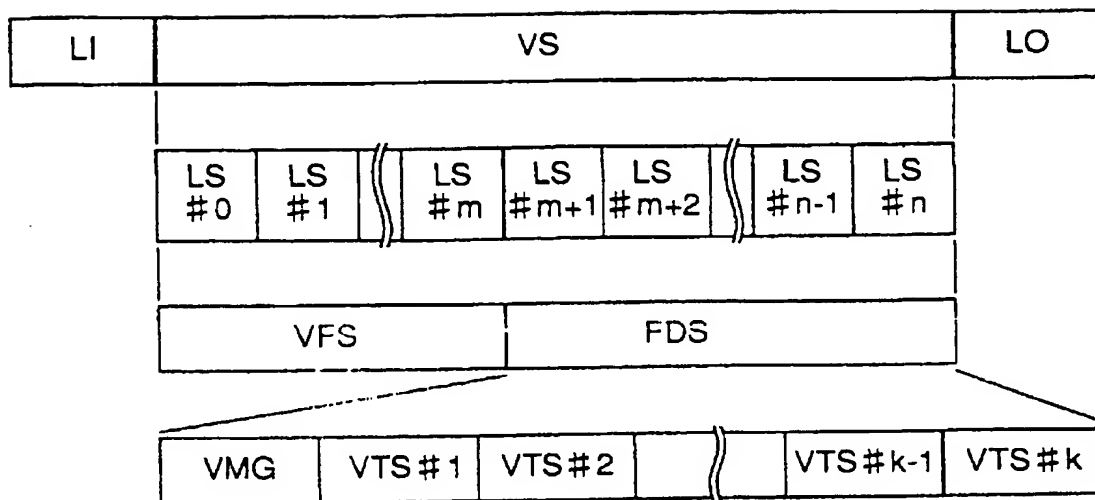 LI VS LO
LS LS LS LS LS LS LS
#0 #1 #m #m+1 #m+2 #n-1 #n
VFS FDS
VMG VTS#1 VTS#2 VTS#k-1 VTS#k